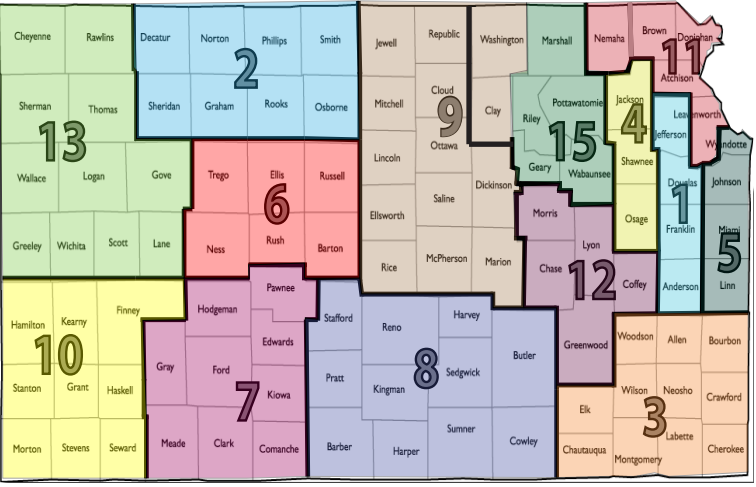 Cheyenne Rawlins
Decatur Norton Phillips Smith
Jewell Republic Washington Marshall Nemaha Brown Doniphan
2
11
Sherman Thomas
Sheridan Graham Rooks Osborne
Mitchell Cloud Clay Riley Pottawatomie Jackson Atchison
13
9
15
4
Jefferson Leavenworth Wyandotte
Wallace Logan Gove
Trego Ellis Russell
Lincoln Ottawa Geary Wabaunsee Shawnee Douglas Johnson
6
1
Dickinson
Greeley Wichita Scott Lane
Ness Rush Barton
Ellsworth Saline Morris Lyon Osage Franklin Miami
5
Rice McPherson Marion Chase Coffey Anderson Linn
12
Hamilton Kearny Finney
Hodgeman Pawnee
Stafford Reno Harvey Butler Greenwood Woodson Allen Bourbon
10
Edwards
8
Stanton Grant Haskell
Gray Ford Kiowa
Pratt Kingman Sedgwick
Elk Wilson Neosho Crawford
7
3
Morton Stevens Seward
Meade Clark Comanche
Barber Harper Sumner Cowley
Chautauqua Montgomery Labette Cherokee